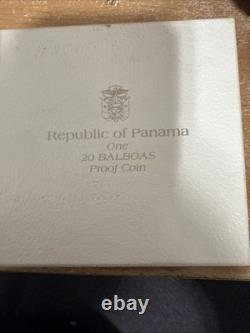 Republic of Panama
One
20 BALBOAS
Proof Coin